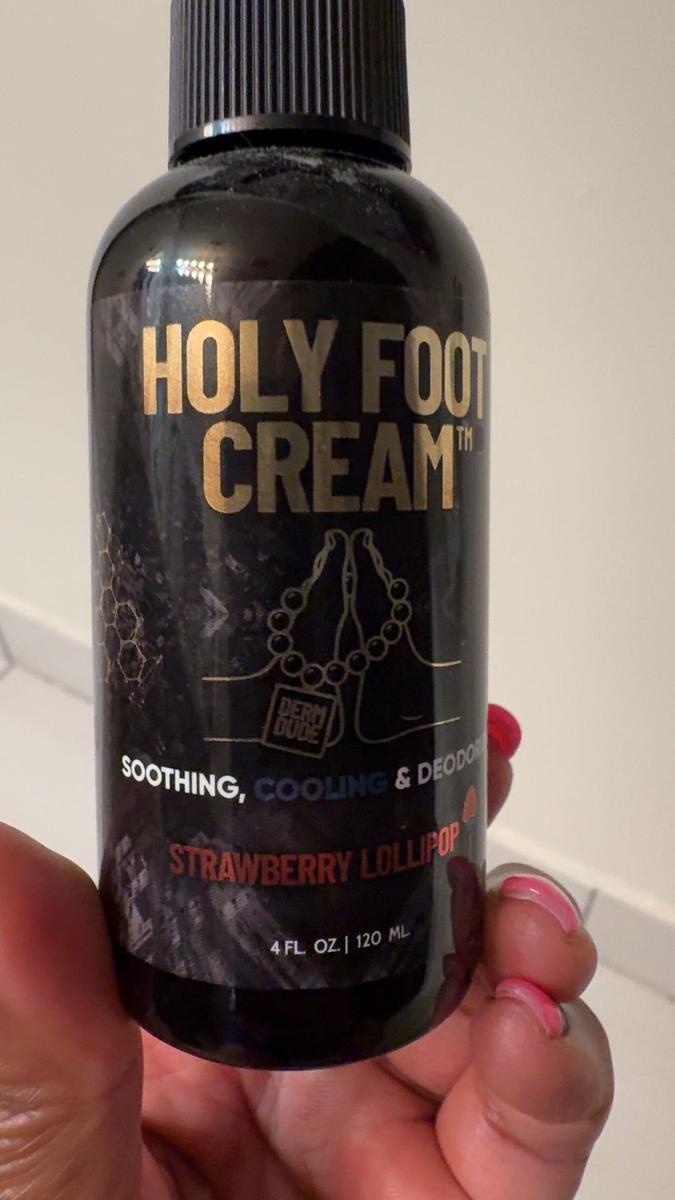 HOLY FOOT
CREAM™
DERM
DUDE
SOOTHING, COOLING &
STRAWBERRY LOLLIPOP
4 FL. OZ. | 120 ML